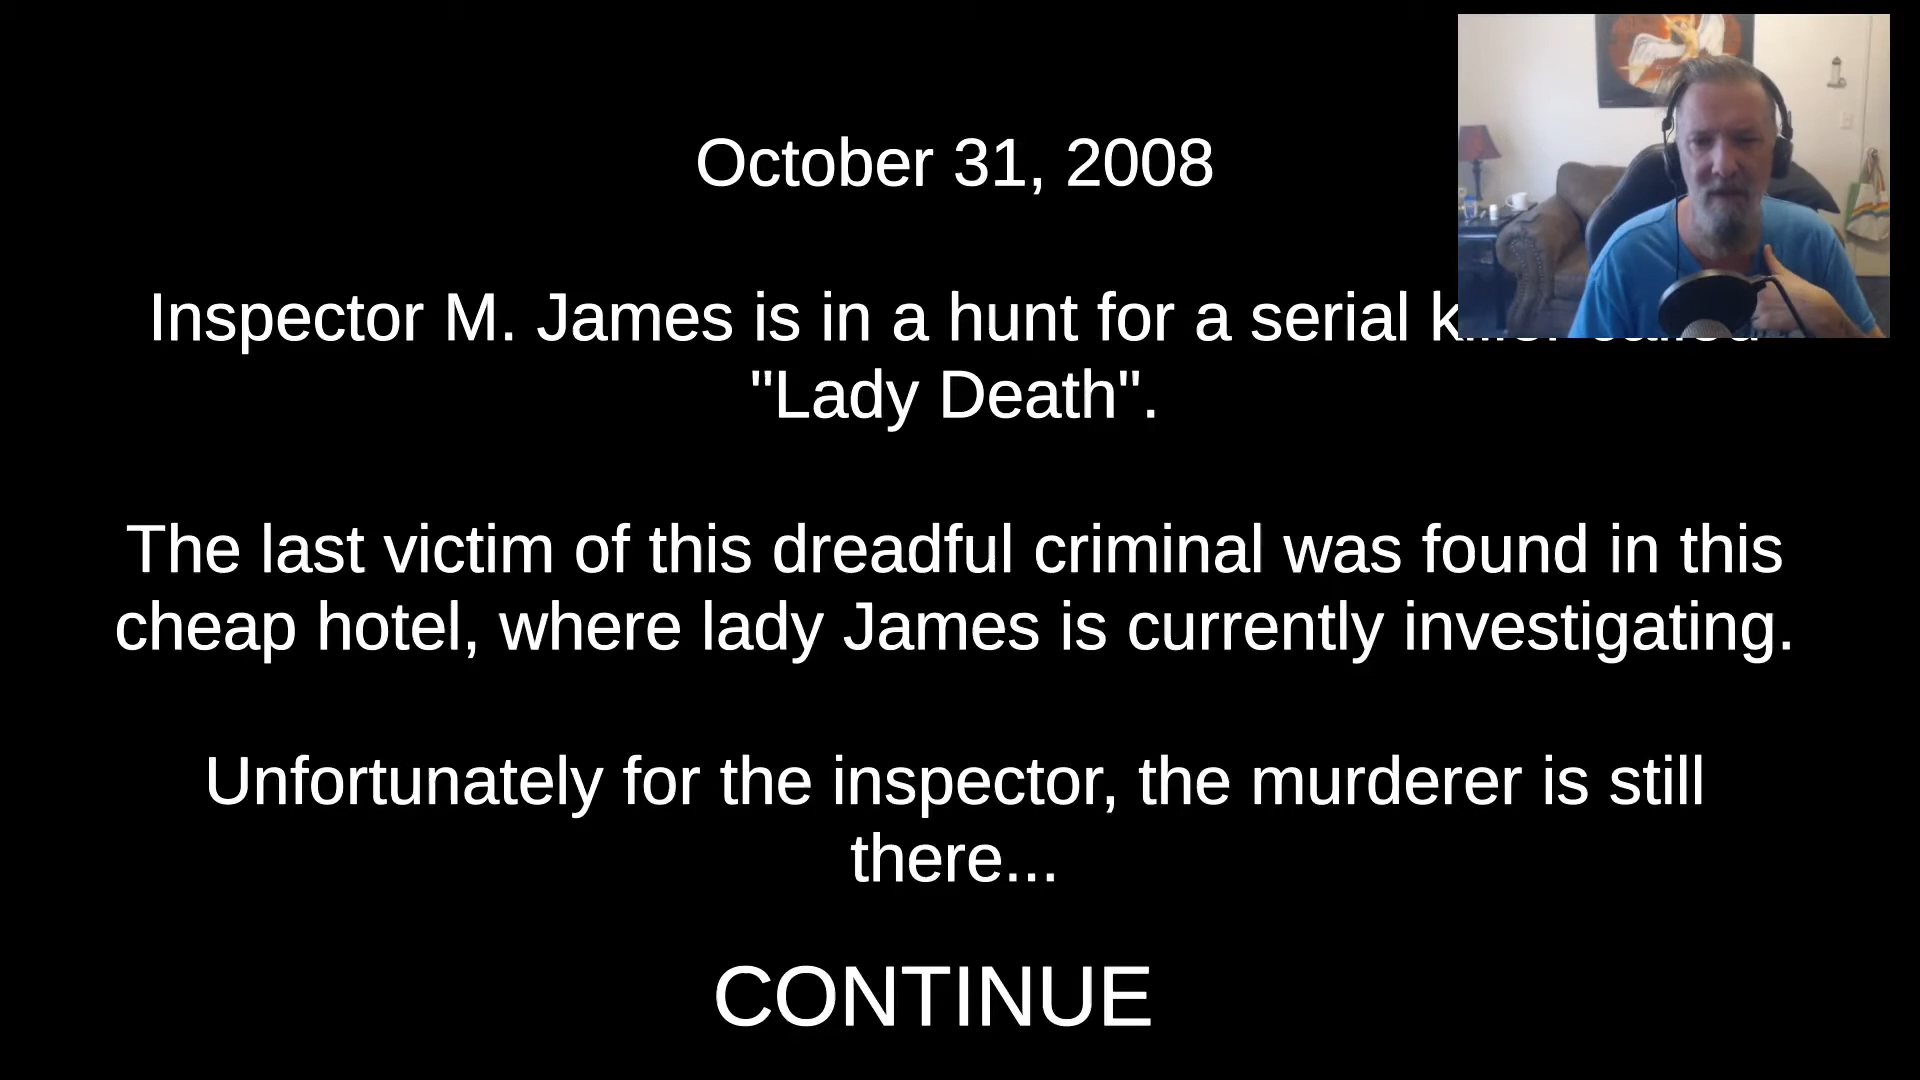 October 31, 2008
Inspector M. James is in a hunt for a serial killer called
"Lady Death".
The last victim of this dreadful criminal was found in this
cheap hotel, where lady James is currently investigating.
Unfortunately for the inspector, the murderer is still
there...
CONTINUE